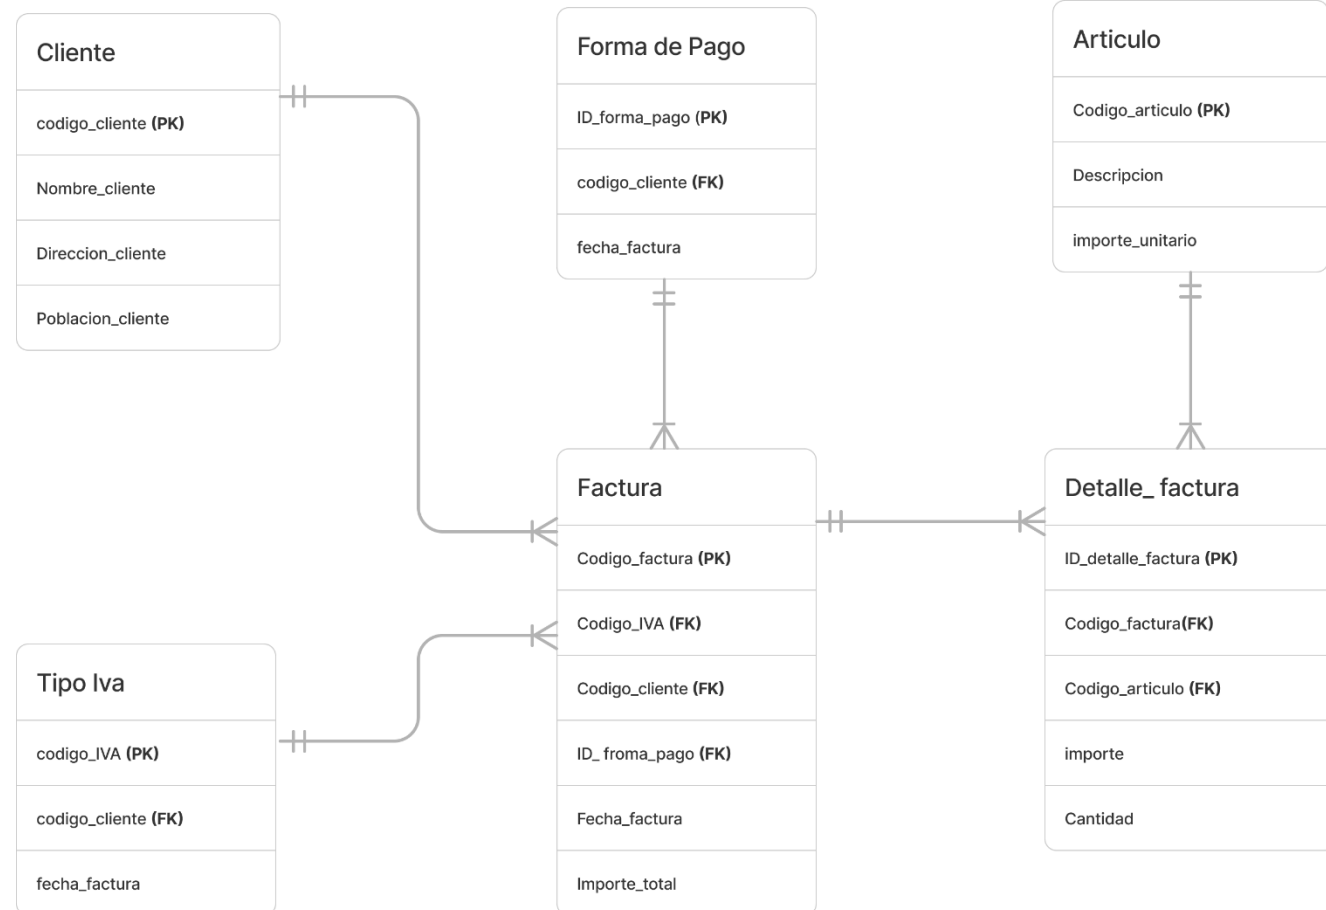 Cliente
codigo_cliente (PK)
Nombre_cliente
Direccion_cliente
Poblacion_cliente
Forma de Pago
ID_forma_pago (PK)
codigo_cliente (FK)
fecha_factura
Articulo
Codigo_articulo (PK)
Descripcion
importe_unitario
Tipo Iva
codigo_IVA (PK)
codigo_cliente (FK)
fecha_factura
Factura
Codigo_factura (PK)
Codigo_IVA (FK)
Codigo_cliente (FK)
ID_ froma_pago (FK)
Fecha_factura
Importe_total
Detalle_ factura
ID_detalle_factura (PK)
Codigo_factura(FK)
Codigo_articulo (FK)
importe
Cantidad